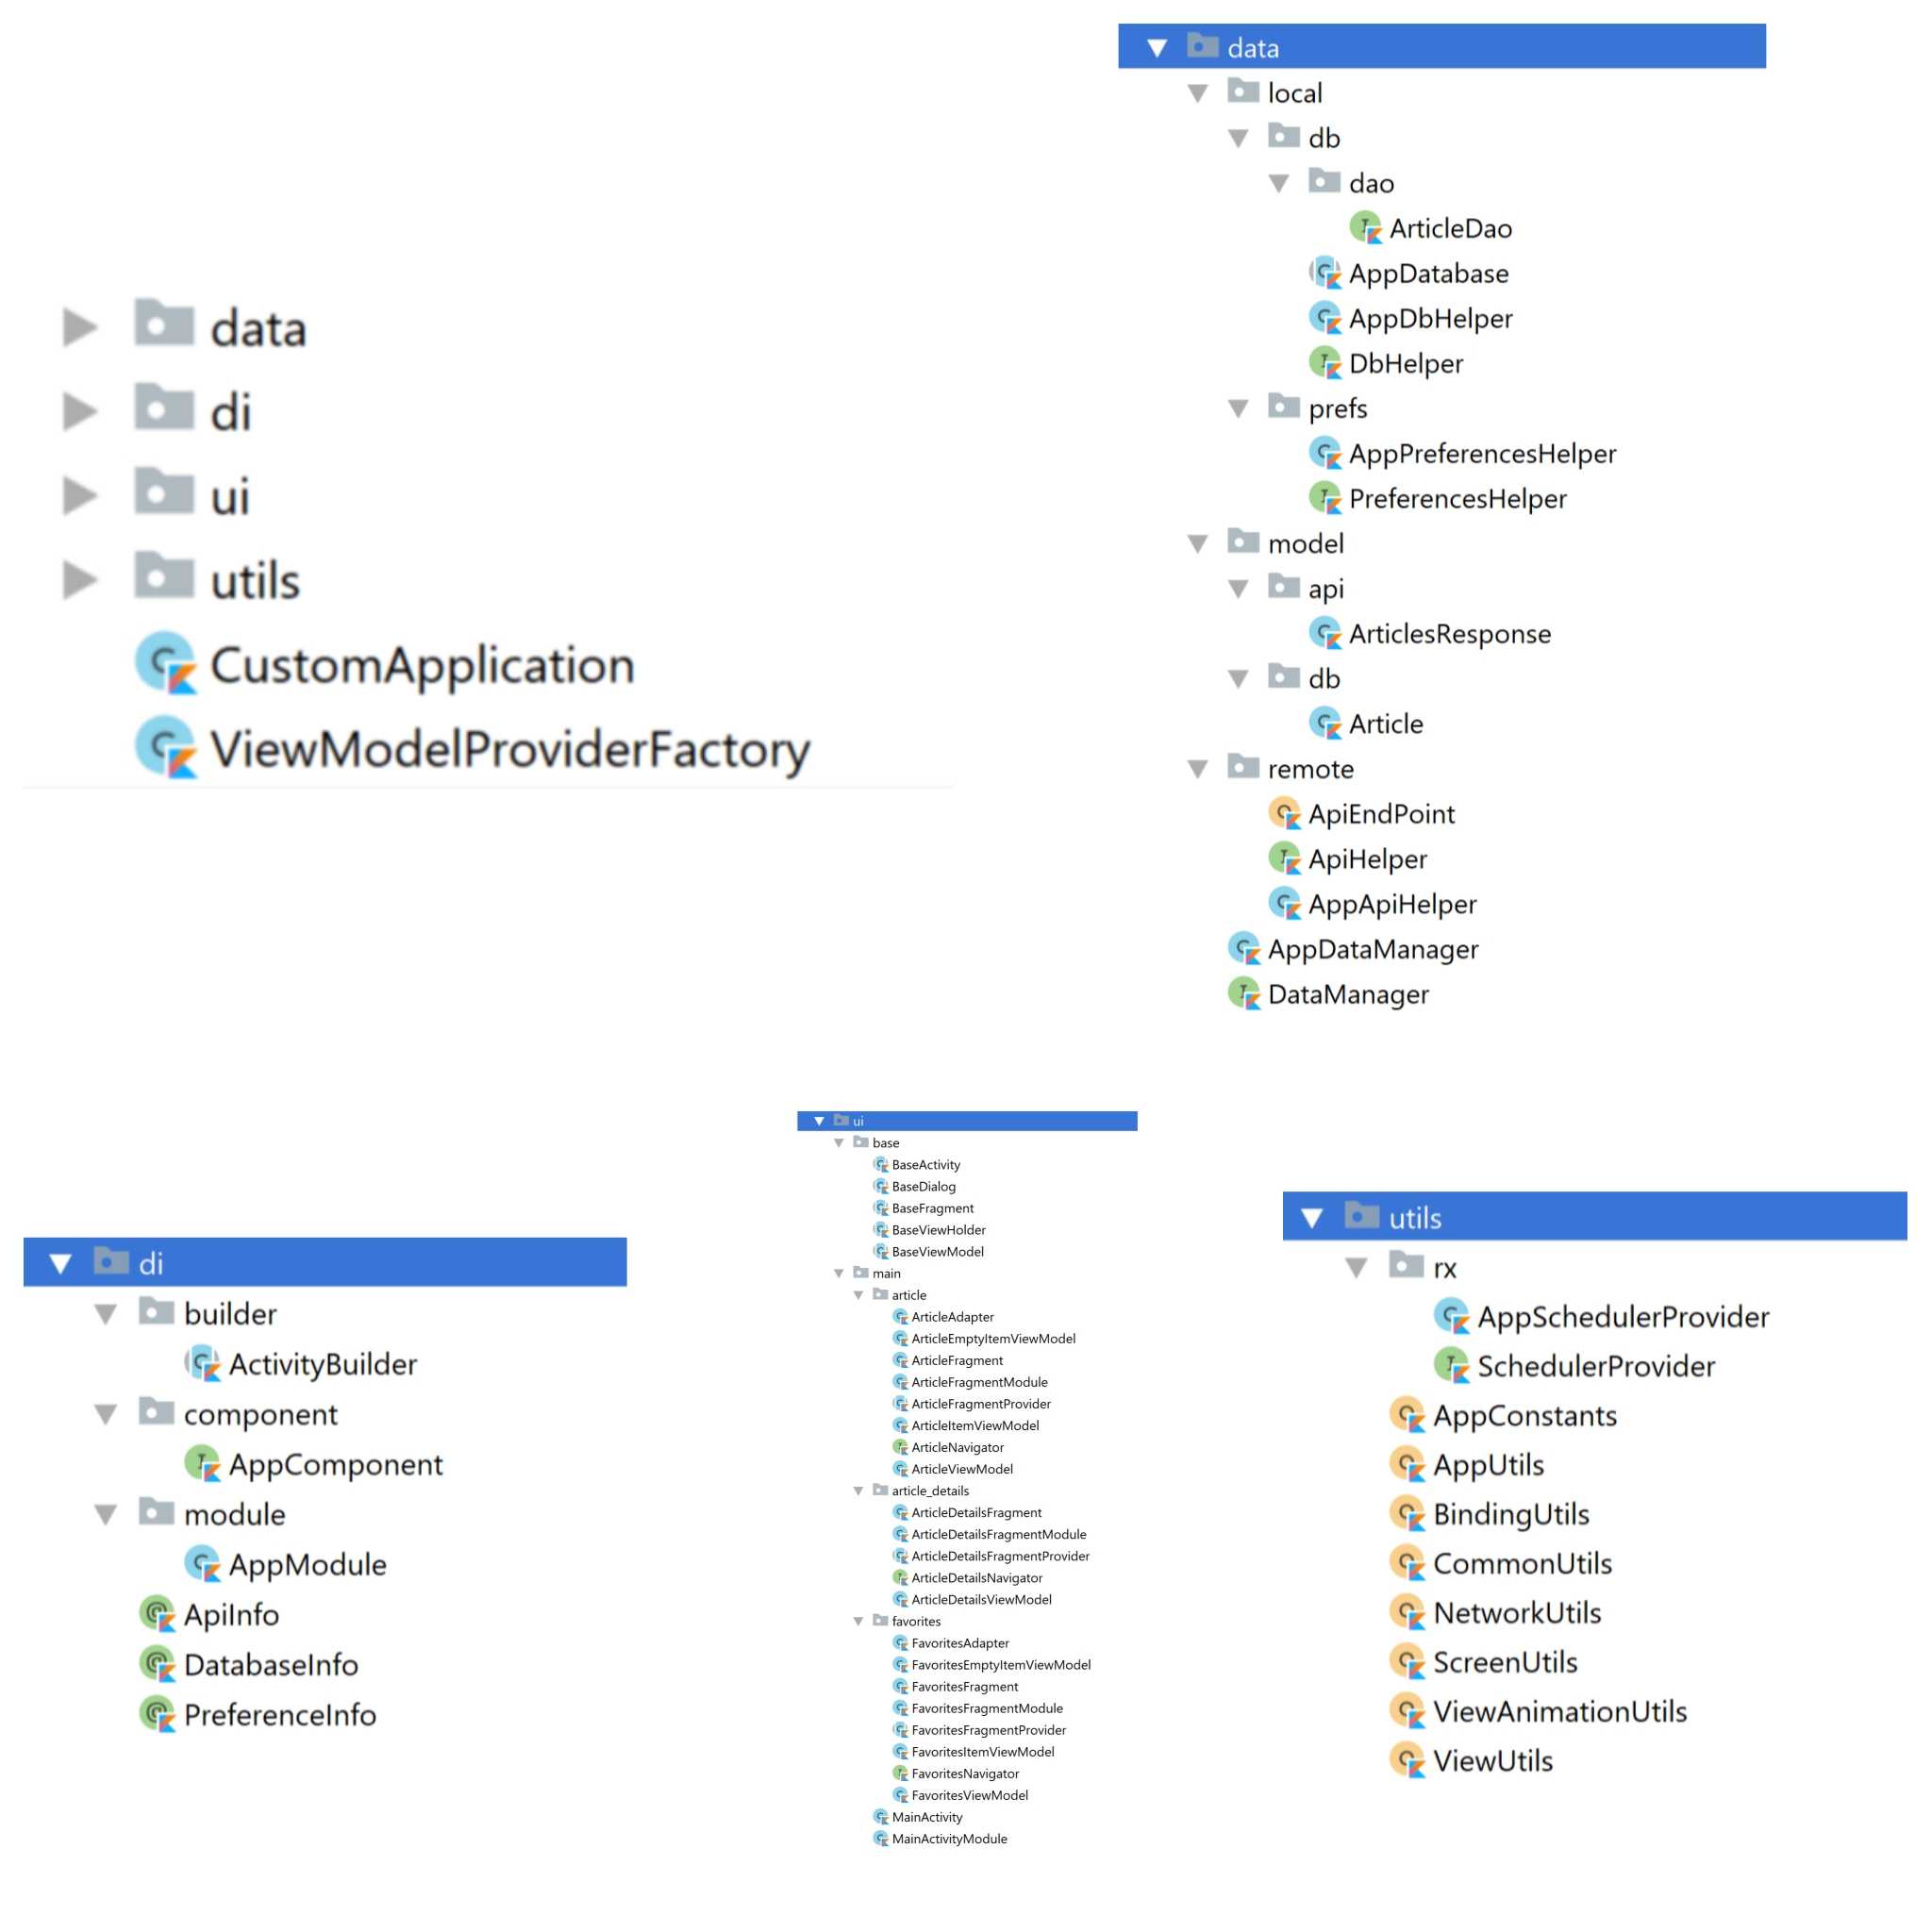 data
di
ui
utils
CustomApplication
ViewModelProviderFactory
data
local
db
dao
ArticleDao
AppDatabase
AppDbHelper
DbHelper
prefs
AppPreferencesHelper
PreferencesHelper
model
api
ArticlesResponse
db
Article
remote
ApiEndPoint
ApiHelper
AppApiHelper
AppDataManager
DataManager
di
builder
ActivityBuilder
component
AppComponent
module
AppModule
ApiInfo
DatabaseInfo
PreferenceInfo
ui
base
BaseActivity
BaseDialog
BaseFragment
BaseViewHolder
BaseViewModel
main
article
ArticleAdapter
ArticleEmptyItemViewModel
ArticleFragment
ArticleFragmentModule
ArticleFragmentProvider
ArticleItemViewModel
ArticleNavigator
ArticleViewModel
article_details
ArticleDetailsFragment
ArticleDetailsFragmentModule
ArticleDetailsFragmentProvider
ArticleDetailsNavigator
ArticleDetailsViewModel
favorites
FavoritesAdapter
FavoritesEmptyItemViewModel
FavoritesFragment
FavoritesFragmentModule
FavoritesFragmentProvider
FavoritesItemViewModel
FavoritesNavigator
FavoritesViewModel
MainActivity
MainActivityModule
utils
rx
AppSchedulerProvider
SchedulerProvider
AppConstants
AppUtils
BindingUtils
CommonUtils
NetworkUtils
ScreenUtils
ViewAnimationUtils
ViewUtils